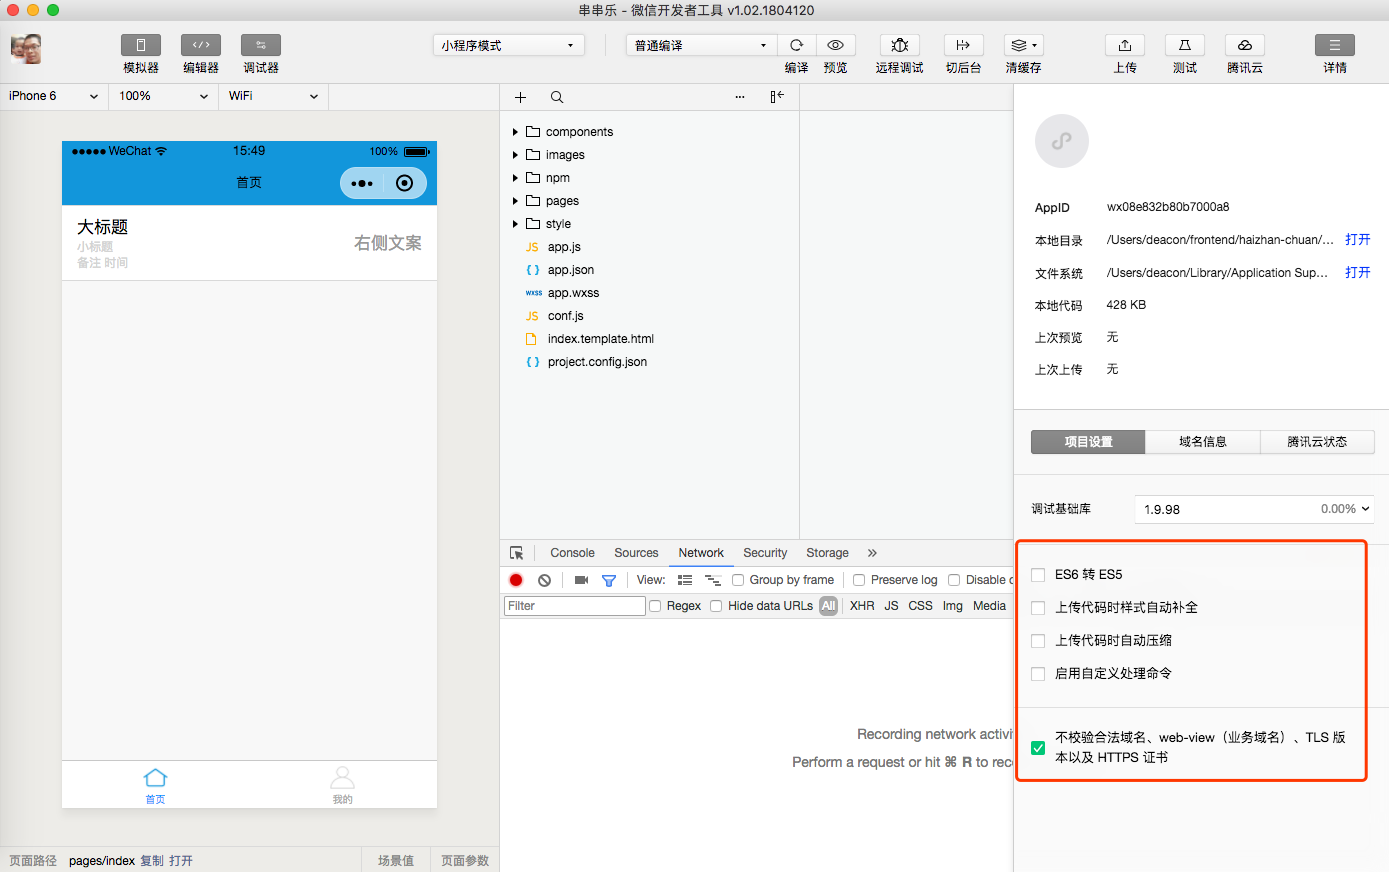 串串乐 - 微信开发者工具 v1.02.1804120
模拟器 编辑器 调试器 小程序模式 普通编译 编译 预览 远程调试 切后台 清缓存 上传 测试 腾讯云 详情
iPhone 6 100% WiFi
WeChat 15:49 100%
首页
大标题
小标题
备注 时间
右侧文案
首页 我的
页面路径 pages/index 复制 打开 场景值 页面参数
components
images
npm
pages
style
JS app.js
{ } app.json
wxss app.wxss
JS conf.js
index.template.html
{ } project.config.json
Console Sources Network Security Storage »
View: Group by frame Preserve log Disable c
Filter Regex Hide data URLs All XHR JS CSS Img Media
Recording network activi
Perform a request or hit ⌘ R to rec
AppID wx08e832b80b7000a8
本地目录 /Users/deacon/frontend/haizhan-chuan/... 打开
文件系统 /Users/deacon/Library/Application Sup... 打开
本地代码 428 KB
上次预览 无
上次上传 无
项目设置 域名信息 腾讯云状态
调试基础库 1.9.98 0.00%
ES6 转 ES5
上传代码时样式自动补全
上传代码时自动压缩
启用自定义处理命令
不校验合法域名、web-view（业务域名）、TLS 版
本以及 HTTPS 证书